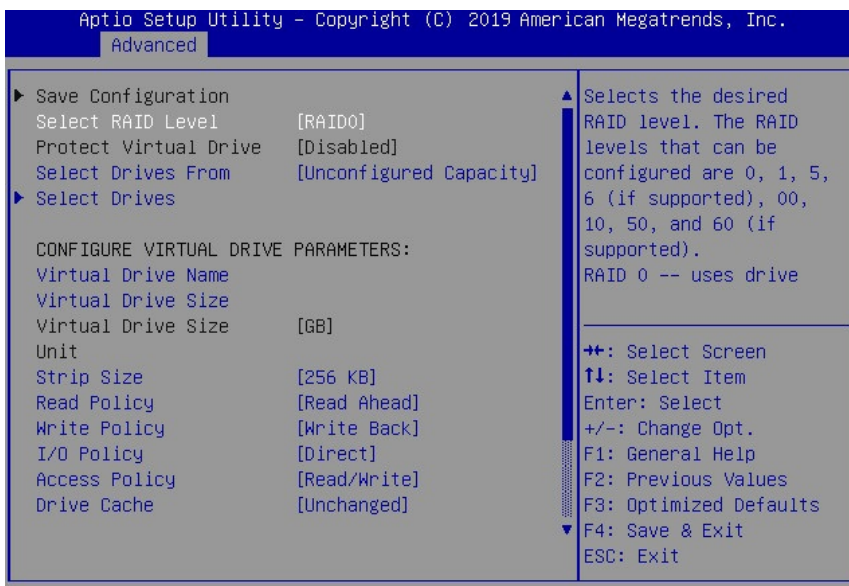 Aptio Setup Utility - Copyright (C) 2019 American Megatrends, Inc.
Advanced
Save Configuration
Select RAID Level [RAID0]
Protect Virtual Drive [Disabled]
Select Drives From [Unconfigured Capacity]
Select Drives
CONFIGURE VIRTUAL DRIVE PARAMETERS:
Virtual Drive Name
Virtual Drive Size
Virtual Drive Size [GB]
Unit
Strip Size [256 KB]
Read Policy [Read Ahead]
Write Policy [Write Back]
I/O Policy [Direct]
Access Policy [Read/Write]
Drive Cache [Unchanged]
Selects the desired
RAID level. The RAID
levels that can be
configured are 0, 1, 5,
6 (if supported), 00,
10, 50, and 60 (if
supported).
RAID 0 -- uses drive
→←: Select Screen
↑↓: Select Item
Enter: Select
+/-: Change Opt.
F1: General Help
F2: Previous Values
F3: Optimized Defaults
F4: Save & Exit
ESC: Exit